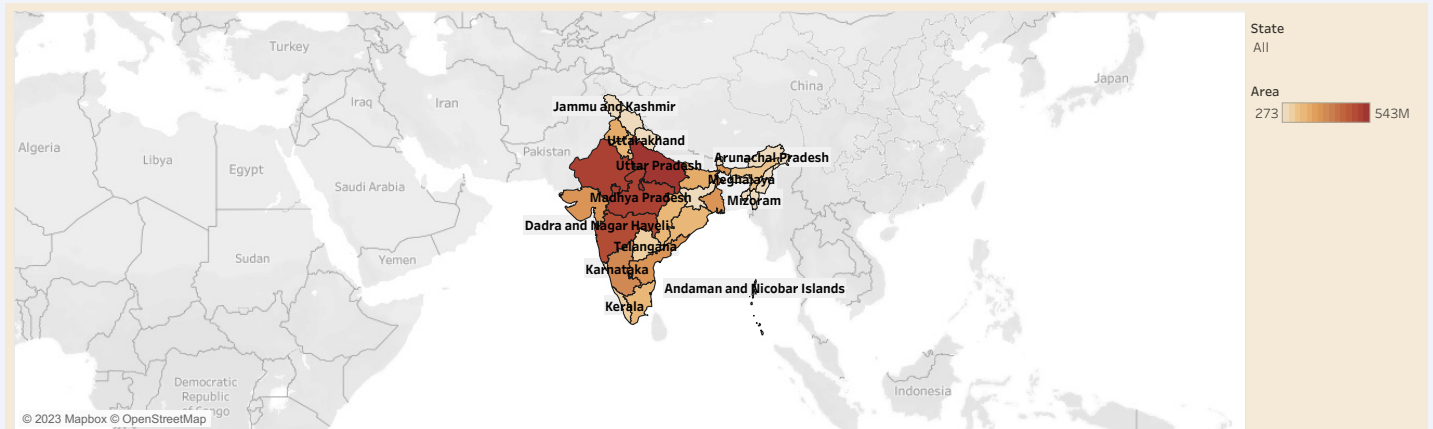 Turkey
Iraq
Iran
China
Japan
Algeria
Libya
Egypt
Pakistan
Saudi Arabia
Sudan
Yemen
Democratic
Republic
of Congo
Indonesia
Jammu and Kashmir
Uttarakhand
Uttar Pradesh
Arunachal Pradesh
Meghalaya
Madhya Pradesh
Mizoram
Dadra and Nagar Haveli
Telangana
Karnataka
Andaman and Nicobar Islands
Kerala
© 2023 Mapbox © OpenStreetMap
State
All
Area
273 543M